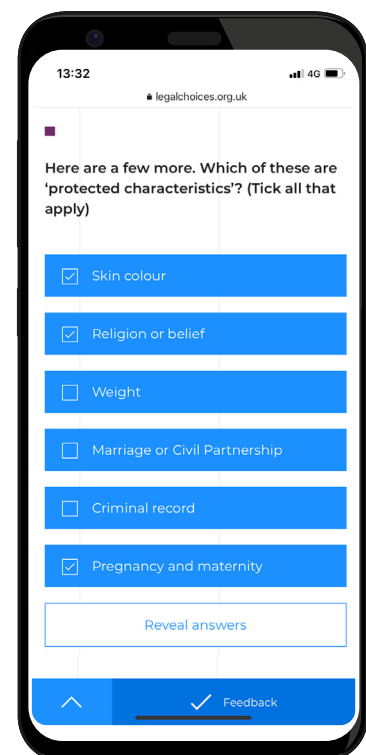 13:32
4G
legalchoices.org.uk
Here are a few more. Which of these are
‘protected characteristics’? (Tick all that
apply)
Skin colour
Religion or belief
Weight
Marriage or Civil Partnership
Criminal record
Pregnancy and maternity
Reveal answers
Feedback